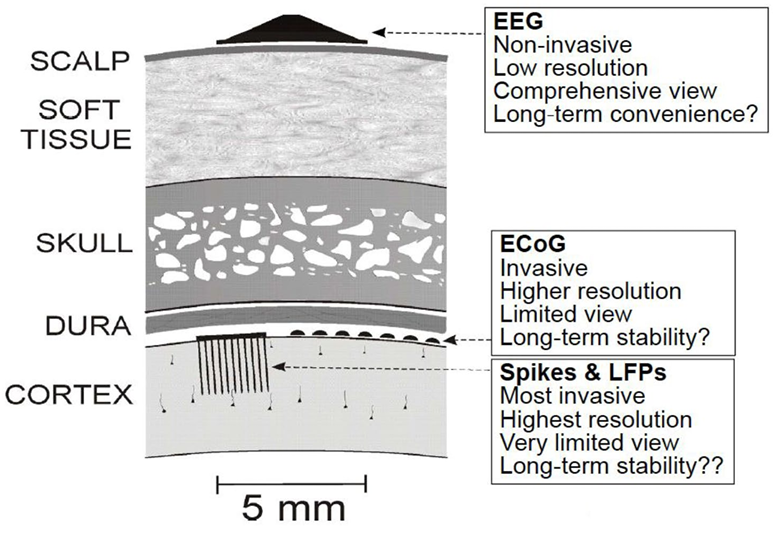 SCALP
SOFT
TISSUE
SKULL
DURA
CORTEX
EEG
Non-invasive
Low resolution
Comprehensive view
Long-term convenience?
ECoG
Invasive
Higher resolution
Limited view
Long-term stability?
Spikes & LFPs
Most invasive
Highest resolution
Very limited view
Long-term stability??
5 mm